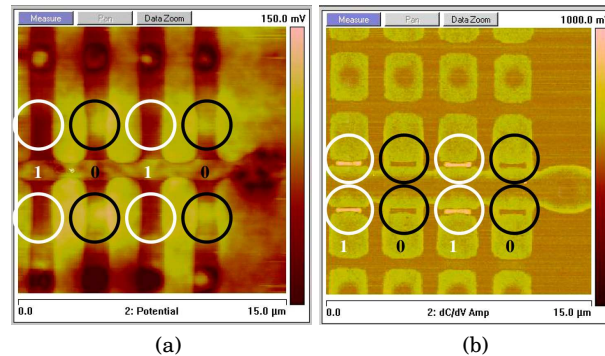 Measure Pan Data Zoom 150.0 mV
1 0 1 0
0.0 2: Potential 15.0 µm
(a)
Measure Pan Data Zoom 1000.0 mV
1 0 1 0
0.0 2: dC/dV Amp 15.0 µm
(b)